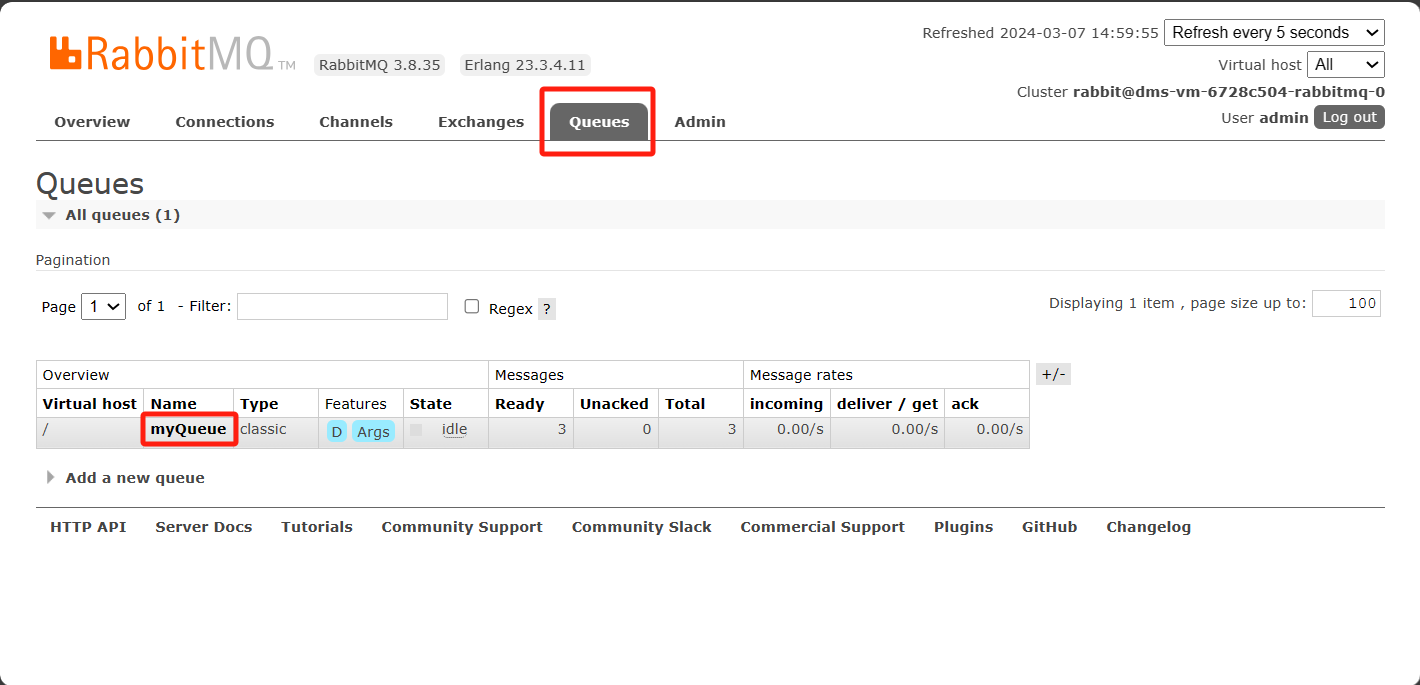 Refreshed 2024-03-07 14:59:55 Refresh every 5 seconds
RabbitMQ TM RabbitMQ 3.8.35 Erlang 23.3.4.11
Virtual host All
Cluster rabbit@dms-vm-6728c504-rabbitmq-0
User admin Log out
Overview Connections Channels Exchanges Queues Admin
Queues
All queues (1)
Pagination
Page 1 of 1 - Filter: Regex ?
Displaying 1 item , page size up to: 100
Overview Messages Message rates +/-
Virtual host Name Type Features State Ready Unacked Total incoming deliver / get ack
/ myQueue classic D Args idle 3 0 3 0.00/s 0.00/s 0.00/s
Add a new queue
HTTP API Server Docs Tutorials Community Support Community Slack Commercial Support Plugins GitHub Changelog